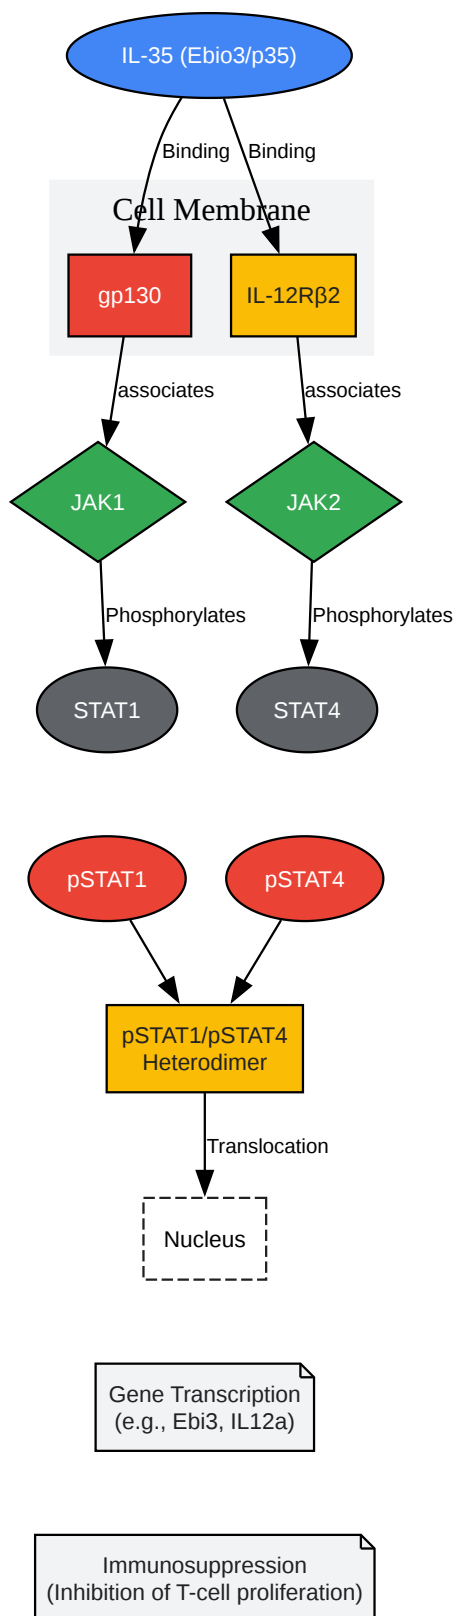 IL-35 (Ebio3/p35)
Binding
Binding
Cell Membrane
gp130
IL-12Rβ2
associates
associates
JAK1
JAK2
Phosphorylates
Phosphorylates
STAT1
STAT4
pSTAT1
pSTAT4
pSTAT1/pSTAT4
Heterodimer
Translocation
Nucleus
Gene Transcription
(e.g., Ebi3, IL12a)
Immunosuppression
(Inhibition of T-cell proliferation)